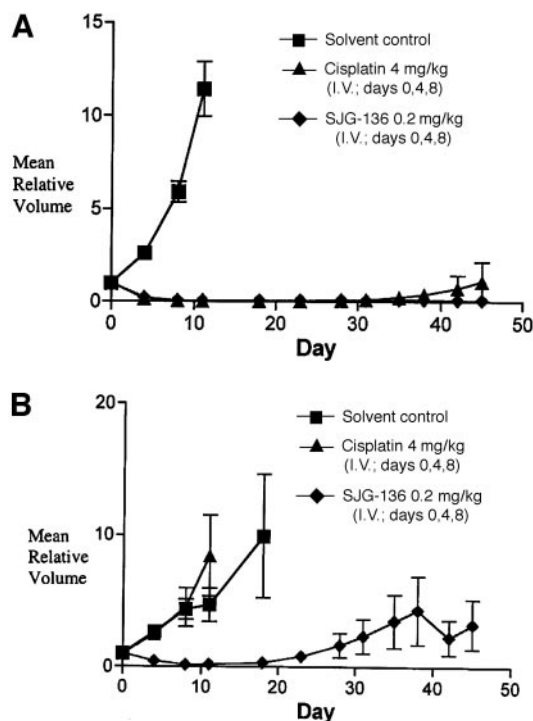 A
15
10
5
0
Mean
Relative
Volume
Solvent control
Cisplatin 4 mg/kg
(I.V.; days 0,4,8)
SJG-136 0.2 mg/kg
(I.V.; days 0,4,8)
0 10 20 30 40 50
Day
B
20
10
0
Mean
Relative
Volume
Solvent control
Cisplatin 4 mg/kg
(I.V.; days 0,4,8)
SJG-136 0.2 mg/kg
(I.V.; days 0,4,8)
0 10 20 30 40 50
Day